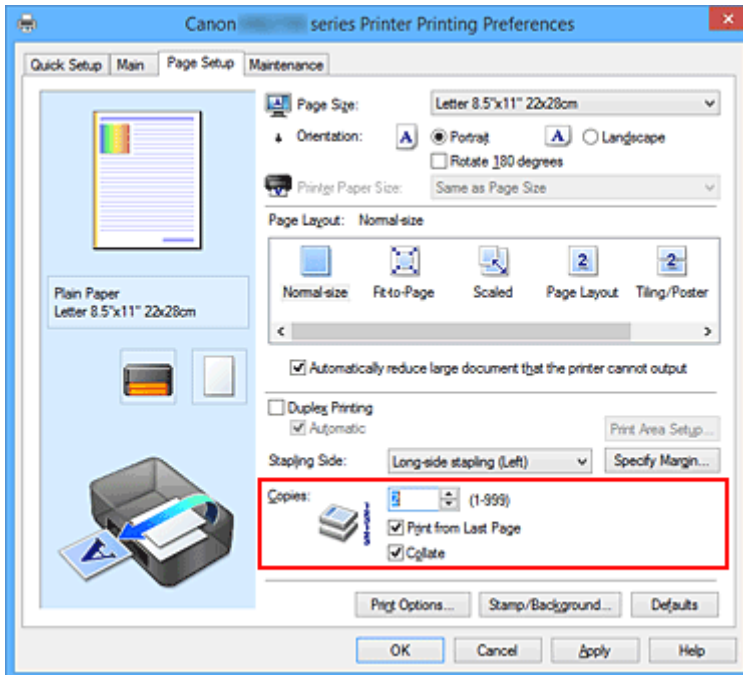 Canon series Printer Printing Preferences
Quick Setup Main Page Setup Maintenance
Page Size: Letter 8.5"x11" 22x28cm
Orientation: A Portrait A Landscape
Rotate 180 degrees
Printer Paper Size: Same as Page Size
Page Layout: Normal-size
2 2
Normal-size Fit-to-Page Scaled Page Layout Tiling/Poster
Plain Paper
Letter 8.5"x11" 22x28cm
Automatically reduce large document that the printer cannot output
Duplex Printing
Automatic Print Area Setup...
Stapling Side: Long-side stapling (Left) Specify Margin...
Copies: 2 (1-999)
Print from Last Page
Collate
A
Print Options... Stamp/Background... Defaults
OK Cancel Apply Help